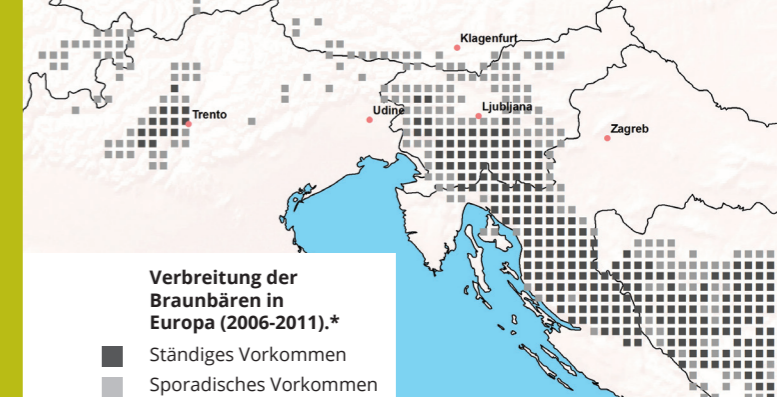 Klagenfurt
Trento
Udine
Ljubljana
Zagreb
Verbreitung der
Braunbären in
Europa (2006-2011).*
Ständiges Vorkommen
Sporadisches Vorkommen